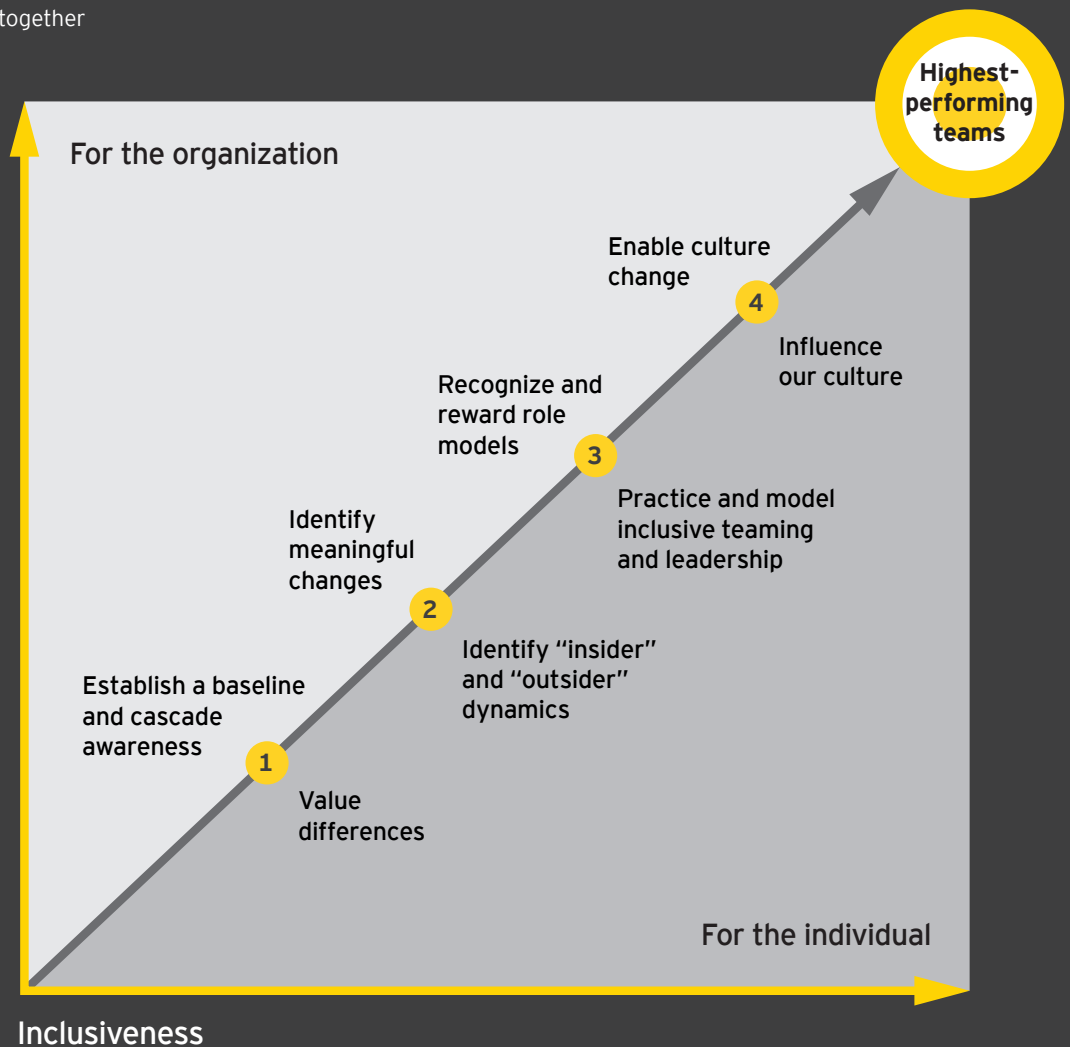 together
Highest-
performing
teams
For the organization
Enable culture
change
4
Influence
our culture
Recognize and
reward role
models
3
Practice and model
inclusive teaming
and leadership
Identify
meaningful
changes
2
Identify “insider”
and “outsider”
dynamics
Establish a baseline
and cascade
awareness
1
Value
differences
For the individual
Inclusiveness